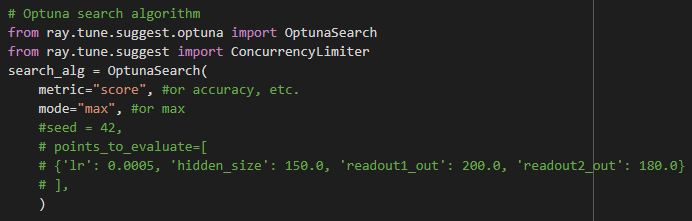 # Optuna search algorithm
from ray.tune.suggest.optuna import OptunaSearch
from ray.tune.suggest import ConcurrencyLimiter
search_alg = OptunaSearch(
    metric="score", #or accuracy, etc.
    mode="max", #or max
    #seed = 42,
    # points_to_evaluate=[
    # {'lr': 0.0005, 'hidden_size': 150.0, 'readout1_out': 200.0, 'readout2_out': 180.0}
    # ],
    )